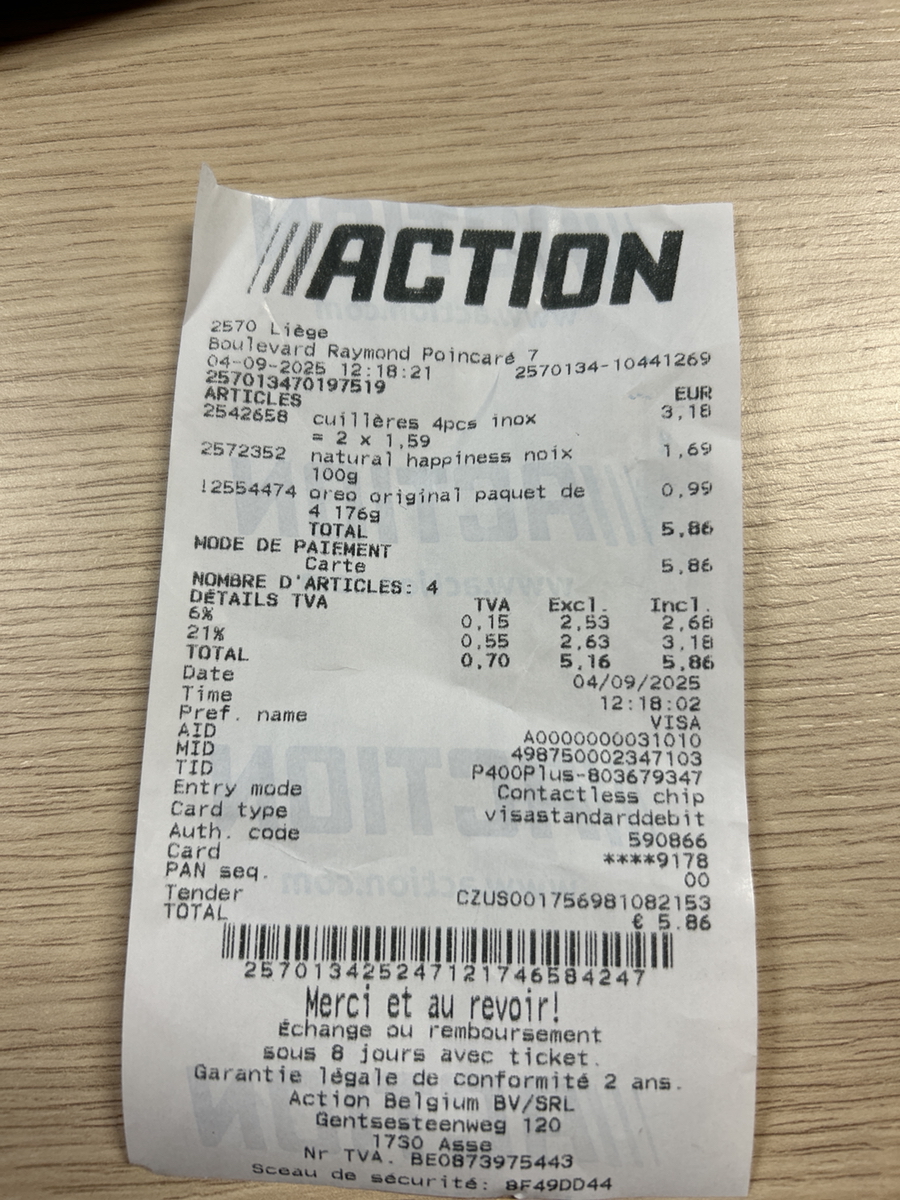 ACTION
2570 Liège
Boulevard Raymond Poincaré 7
04-09-2025 12:18:21 2570134-10441269
257013470197519
ARTICLES EUR
2542658 cuillères 4pcs inox 3,18
= 2 x 1,59
2572352 natural happiness noix 1,69
100g
!2554474 oreo original paquet de 0,99
4 176g
TOTAL 5,86
MODE DE PAIEMENT
Carte 5,86
NOMBRE D'ARTICLES: 4
DÉTAILS TVA TVA Excl. Incl.
6% 0,15 2,53 2,68
21% 0,55 2,63 3,18
TOTAL 0,70 5,16 5,86
Date 04/09/2025
Time 12:18:02
Pref. name VISA
AID A0000000031010
MID 498750002347103
TID P400Plus-803679347
Entry mode Contactless chip
Card type visastandarddebit
Auth. code 590866
Card ****9178
PAN seq. 00
Tender CZUS001756981082153
TOTAL € 5.86
2570134252471217465842​47
Merci et au revoir!
Échange ou remboursement
sous 8 jours avec ticket.
Garantie légale de conformité 2 ans.
Action Belgium BV/SRL
Gentsesteenweg 120
1730 Asse
Nr TVA. BE0873975443
Sceau de sécurité: 8F49DD44